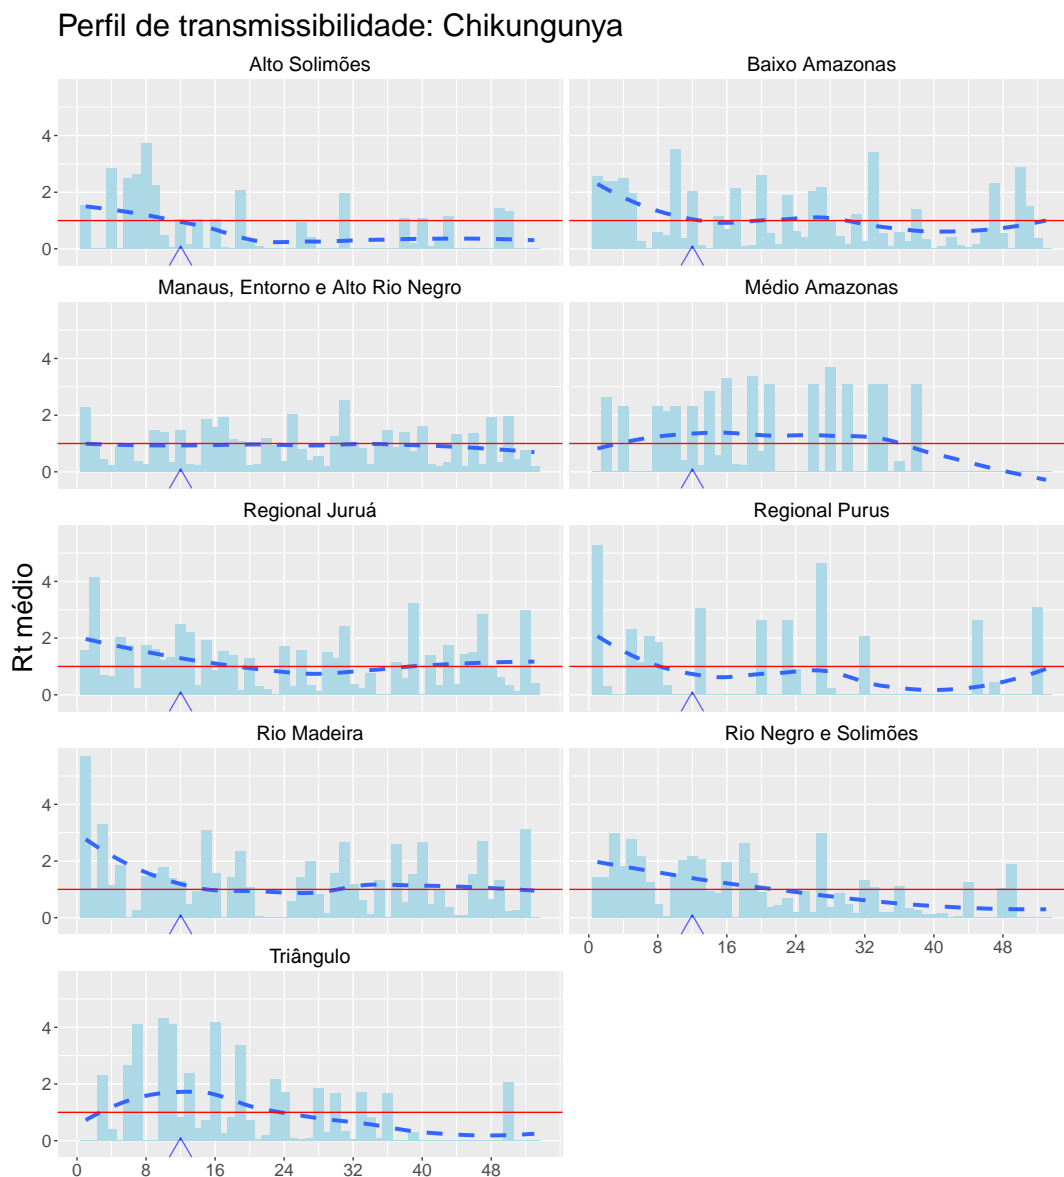 Perfil de transmissibilidade: Chikungunya
Alto Solimões
Baixo Amazonas
4
2
0
Manaus, Entorno e Alto Rio Negro
Médio Amazonas
4
2
0
Regional Juruá
Regional Purus
4
2
0
Rt médio
Rio Madeira
Rio Negro e Solimões
4
2
0
0 8 16 24 32 40 48
Triângulo
4
2
0
0 8 16 24 32 40 48